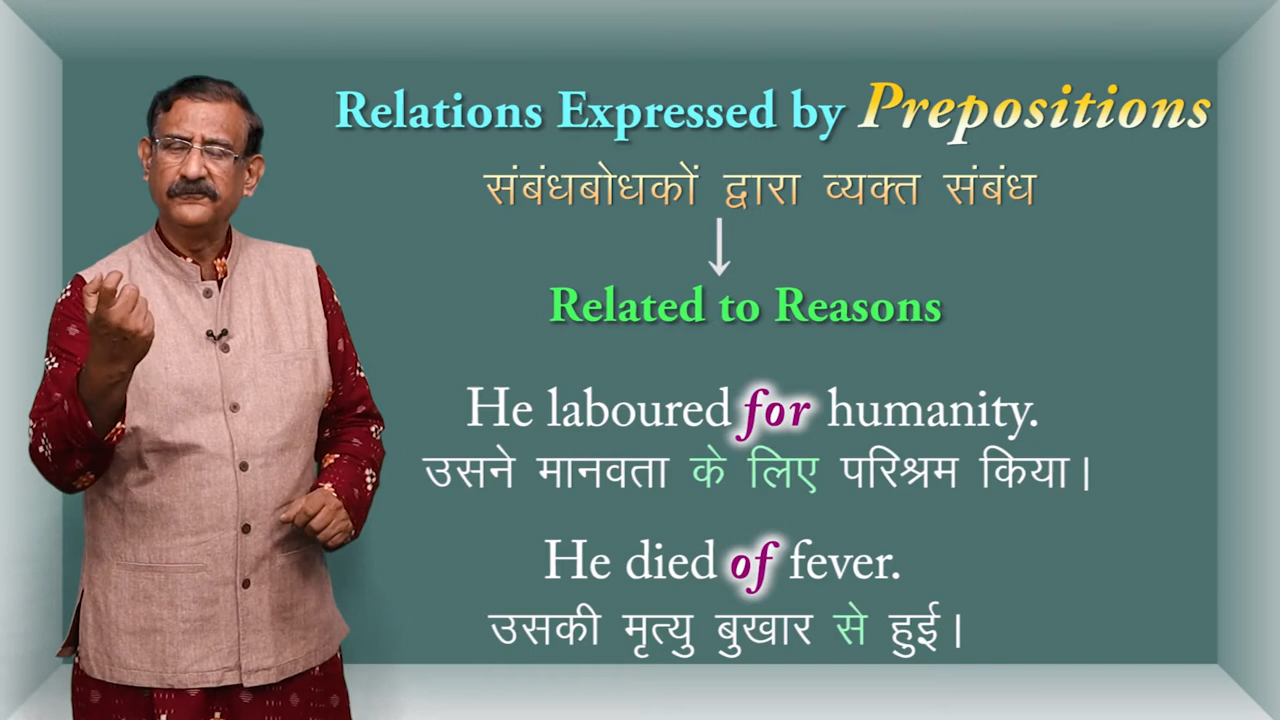 Relations Expressed by Prepositions
संबंधबोधकों द्वारा व्यक्त संबंध
↓
Related to Reasons
He laboured for humanity.
उसने मानवता के लिए परिश्रम किया।
He died of fever.
उसकी मृत्यु बुखार से हुई।